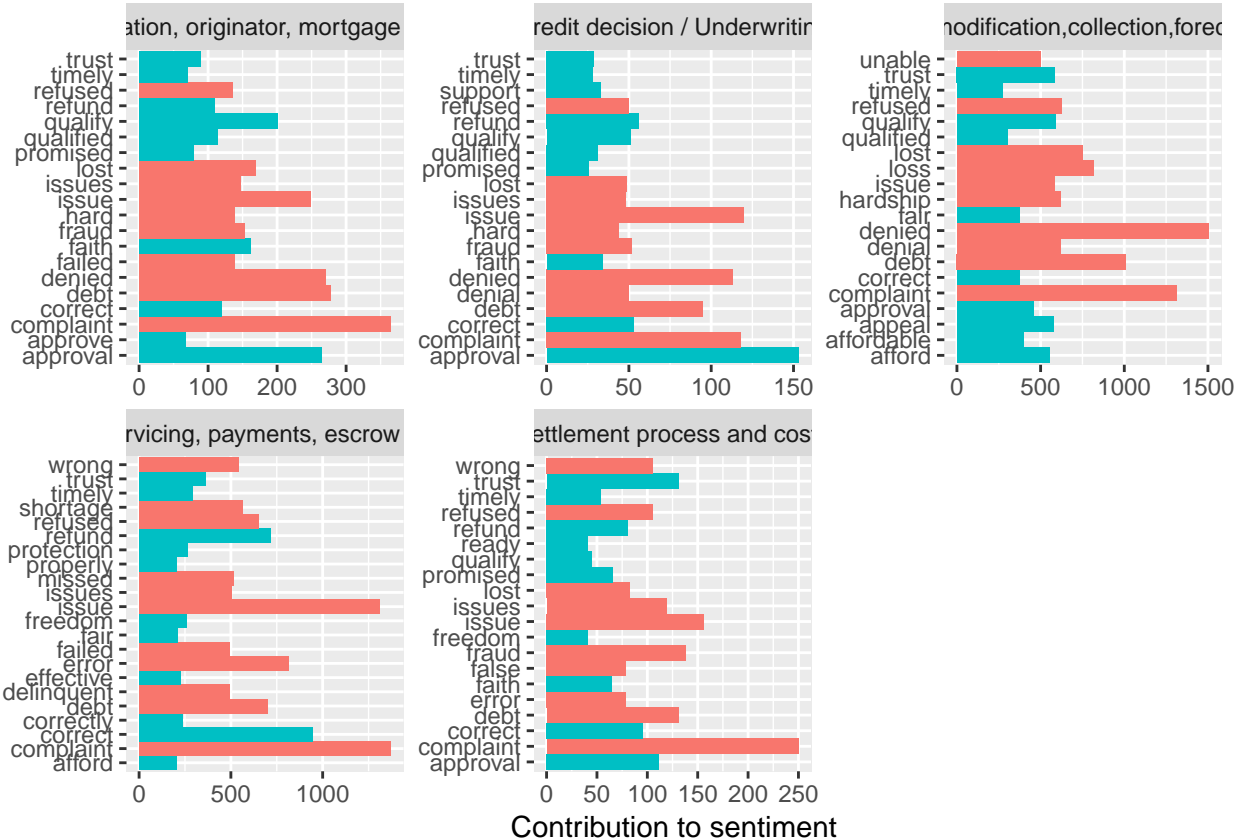 ation, originator, mortgage
trust
timely
refused
refund
qualify
qualified
promised
lost
issues
issue
hard
fraud
faith
failed
denied
debt
correct
complaint
approve
approval
0 100 200 300
redit decision / Underwritin
trust
timely
support
refused
refund
qualify
qualified
promised
lost
issues
issue
hard
fraud
faith
denied
denial
debt
correct
complaint
approval
0 50 100 150
modification,collection,forec
unable
trust
timely
refused
qualify
qualified
lost
loss
issue
hardship
fair
denied
denial
debt
correct
complaint
approval
appeal
affordable
afford
0 500 1000 1500
rvicing, payments, escrow
wrong
trust
timely
shortage
refused
refund
protection
properly
missed
issues
issue
freedom
fair
failed
error
effective
delinquent
debt
correctly
correct
complaint
afford
0 500 1000
ettlement process and cost
wrong
trust
timely
refused
refund
ready
qualify
promised
lost
issues
issue
freedom
fraud
false
faith
error
debt
correct
complaint
approval
0 50 100 150 200 250
Contribution to sentiment